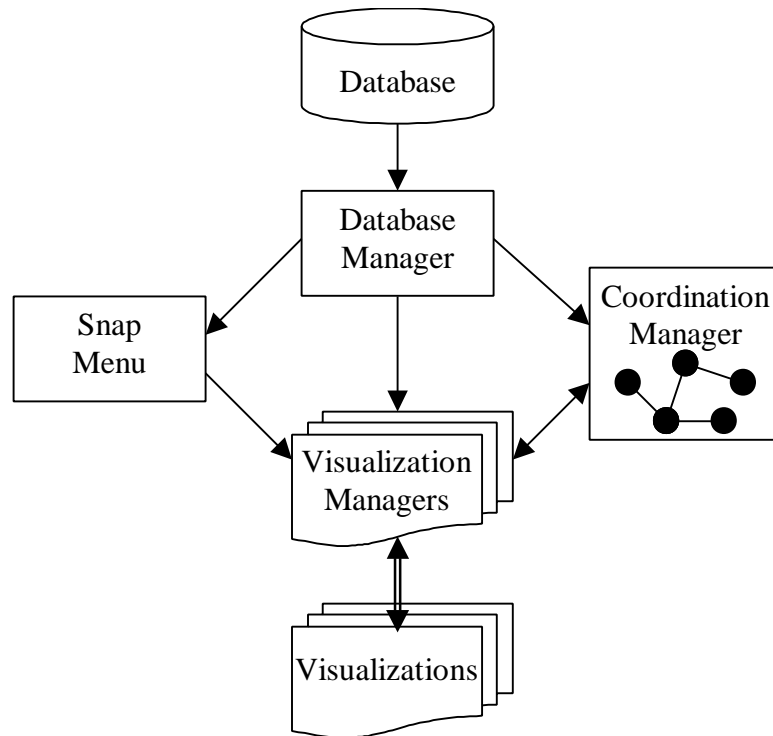 Database
Database
Manager
Snap
Menu
Coordination
Manager
Visualization
Managers
Visualizations